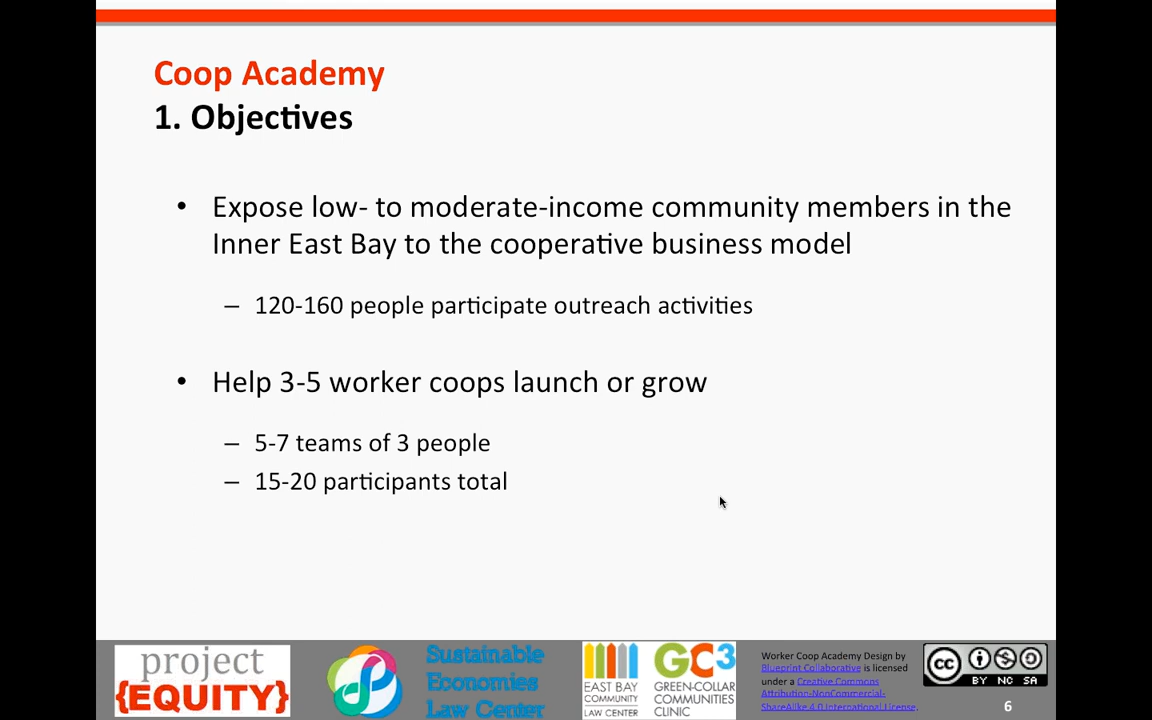 Coop Academy
1. Objectives
• Expose low- to moderate-income community members in the
Inner East Bay to the cooperative business model
– 120-160 people participate outreach activities
• Help 3-5 worker coops launch or grow
– 5-7 teams of 3 people
– 15-20 participants total
project
{EQUITY}
Sustainable
Economies
Law Center
EAST BAY
COMMUNITY
LAW CENTER
GC3
GREEN-COLLAR
COMMUNITIES
CLINIC
Worker Coop Academy Design by
Blueprint Collaborative is licensed
under a Creative Commons
Attribution-NonCommercial-
ShareAlike 4.0 International License.
cc
BY NC SA
6